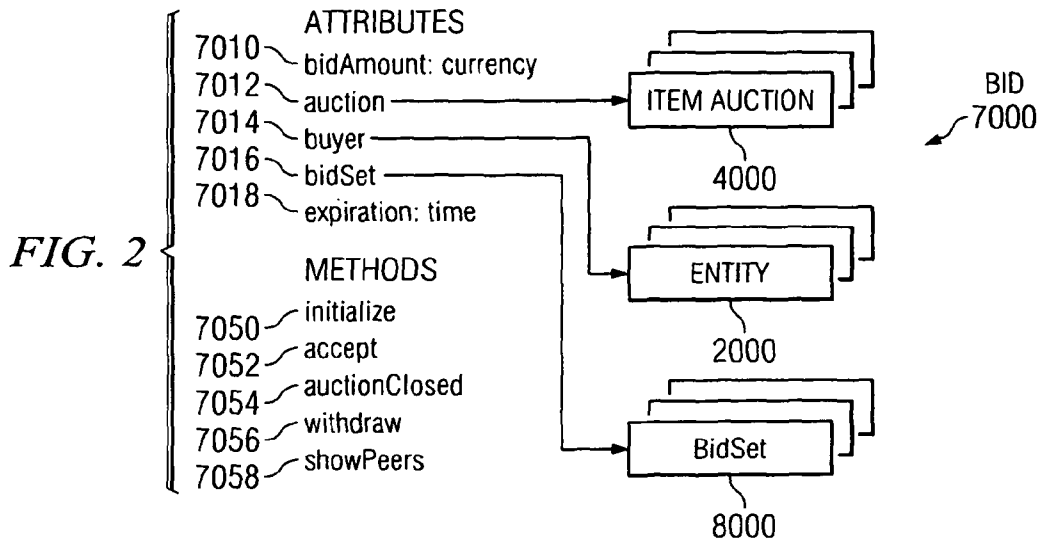 ATTRIBUTES
7010 bidAmount: currency
7012 auction
7014 buyer
7016 bidSet
7018 expiration: time
FIG. 2
METHODS
7050 initialize
7052 accept
7054 auctionClosed
7056 withdraw
7058 showPeers
ITEM AUCTION
4000
ENTITY
2000
BidSet
8000
BID
7000